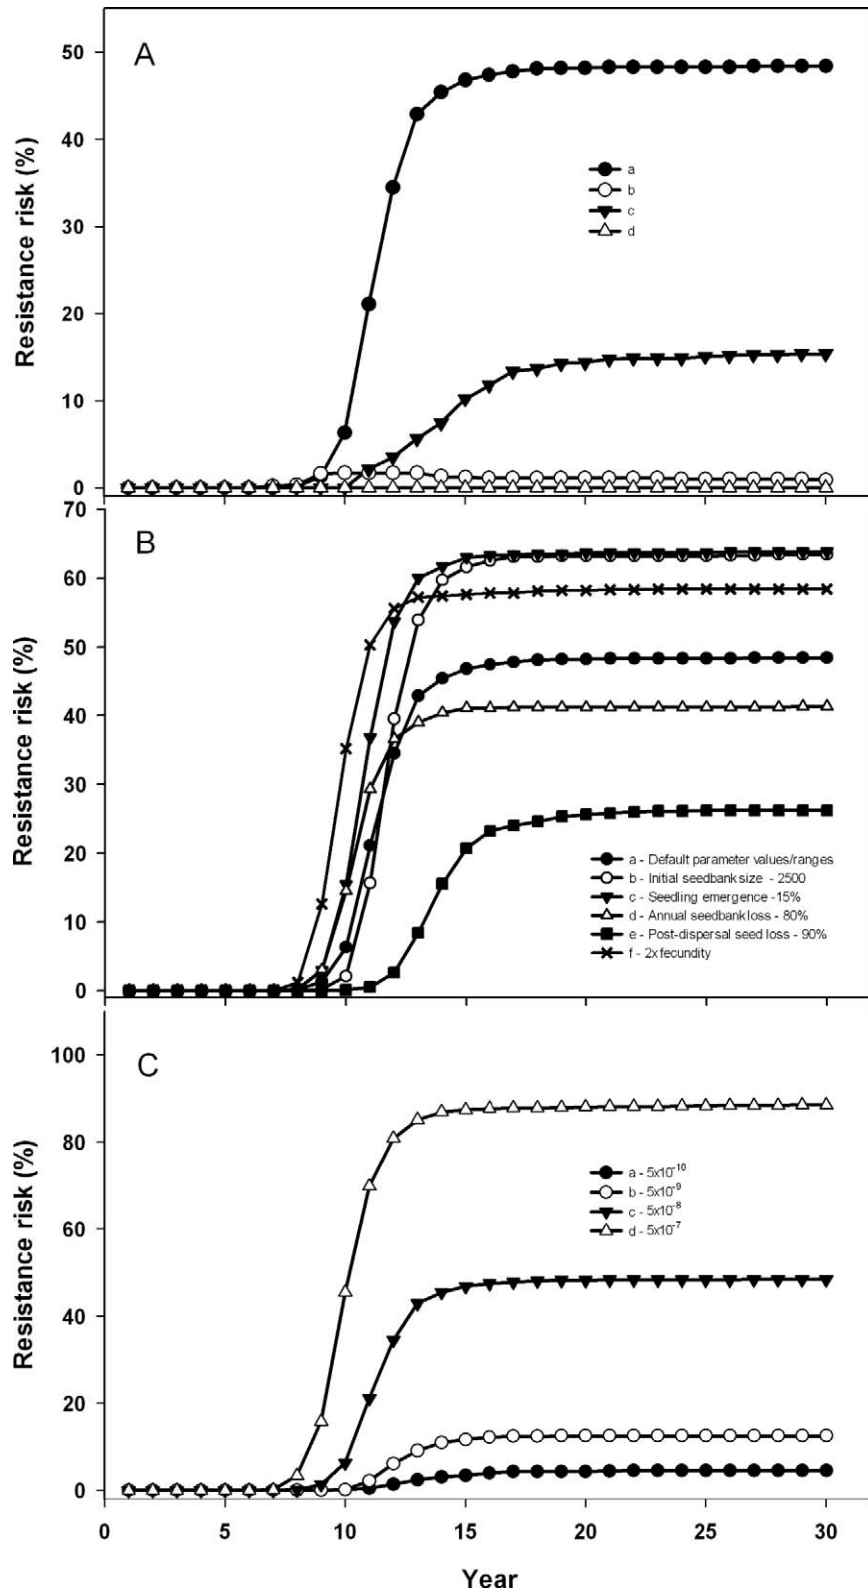 A
Resistance risk (%)
50
40
30
20
10
0
a
b
c
d
B
Resistance risk (%)
70
60
50
40
30
20
10
0
a - Default parameter values/ranges
b - Initial seedbank size - 2500
c - Seedling emergence -15%
d - Annual seedbank loss - 80%
e - Post-dispersal seed loss - 90%
f - 2x fecundity
C
Resistance risk (%)
100
80
60
40
20
0
a - 5x10⁻¹⁰
b - 5x10⁻⁹
c - 5x10⁻⁸
d - 5x10⁻⁷
0 5 10 15 20 25 30
Year